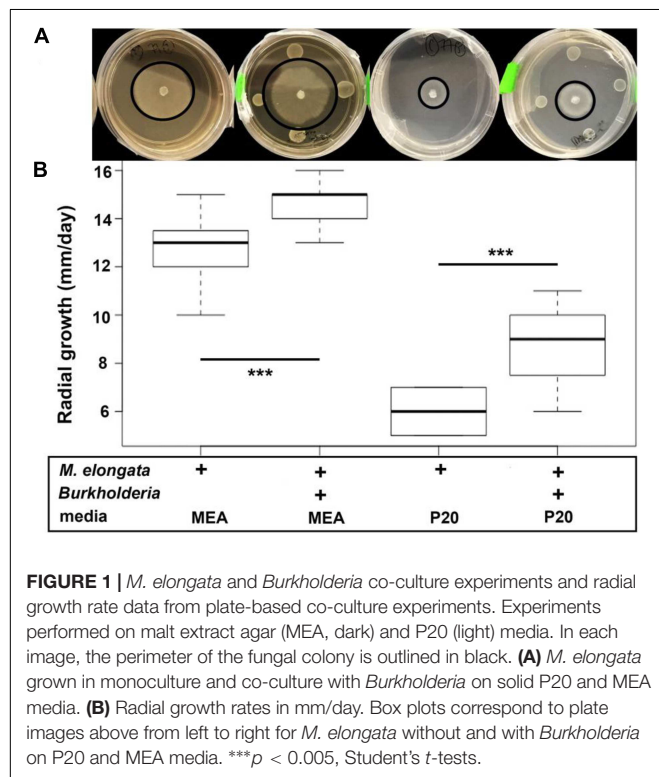 A
B
Radial growth (mm/day)
16
14
12
10
8
6
***
***
M. elongata + + + +
Burkholderia + +
media MEA MEA P20 P20
FIGURE 1 | M. elongata and Burkholderia co-culture experiments and radial
growth rate data from plate-based co-culture experiments. Experiments
performed on malt extract agar (MEA, dark) and P20 (light) media. In each
image, the perimeter of the fungal colony is outlined in black. (A) M. elongata
grown in monoculture and co-culture with Burkholderia on solid P20 and MEA
media. (B) Radial growth rates in mm/day. Box plots correspond to plate
images above from left to right for M. elongata without and with Burkholderia
on P20 and MEA media. ***p < 0.005, Student's t-tests.